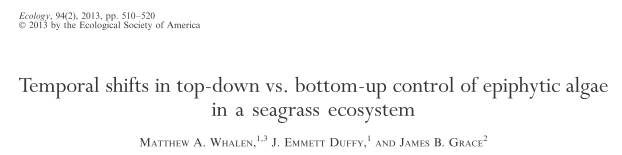 Ecology, 94(2), 2013, pp. 510–520
© 2013 by the Ecological Society of America
Temporal shifts in top-down vs. bottom-up control of epiphytic algae
in a seagrass ecosystem
Matthew A. Whalen,1,3 J. Emmett Duffy,1 and James B. Grace2